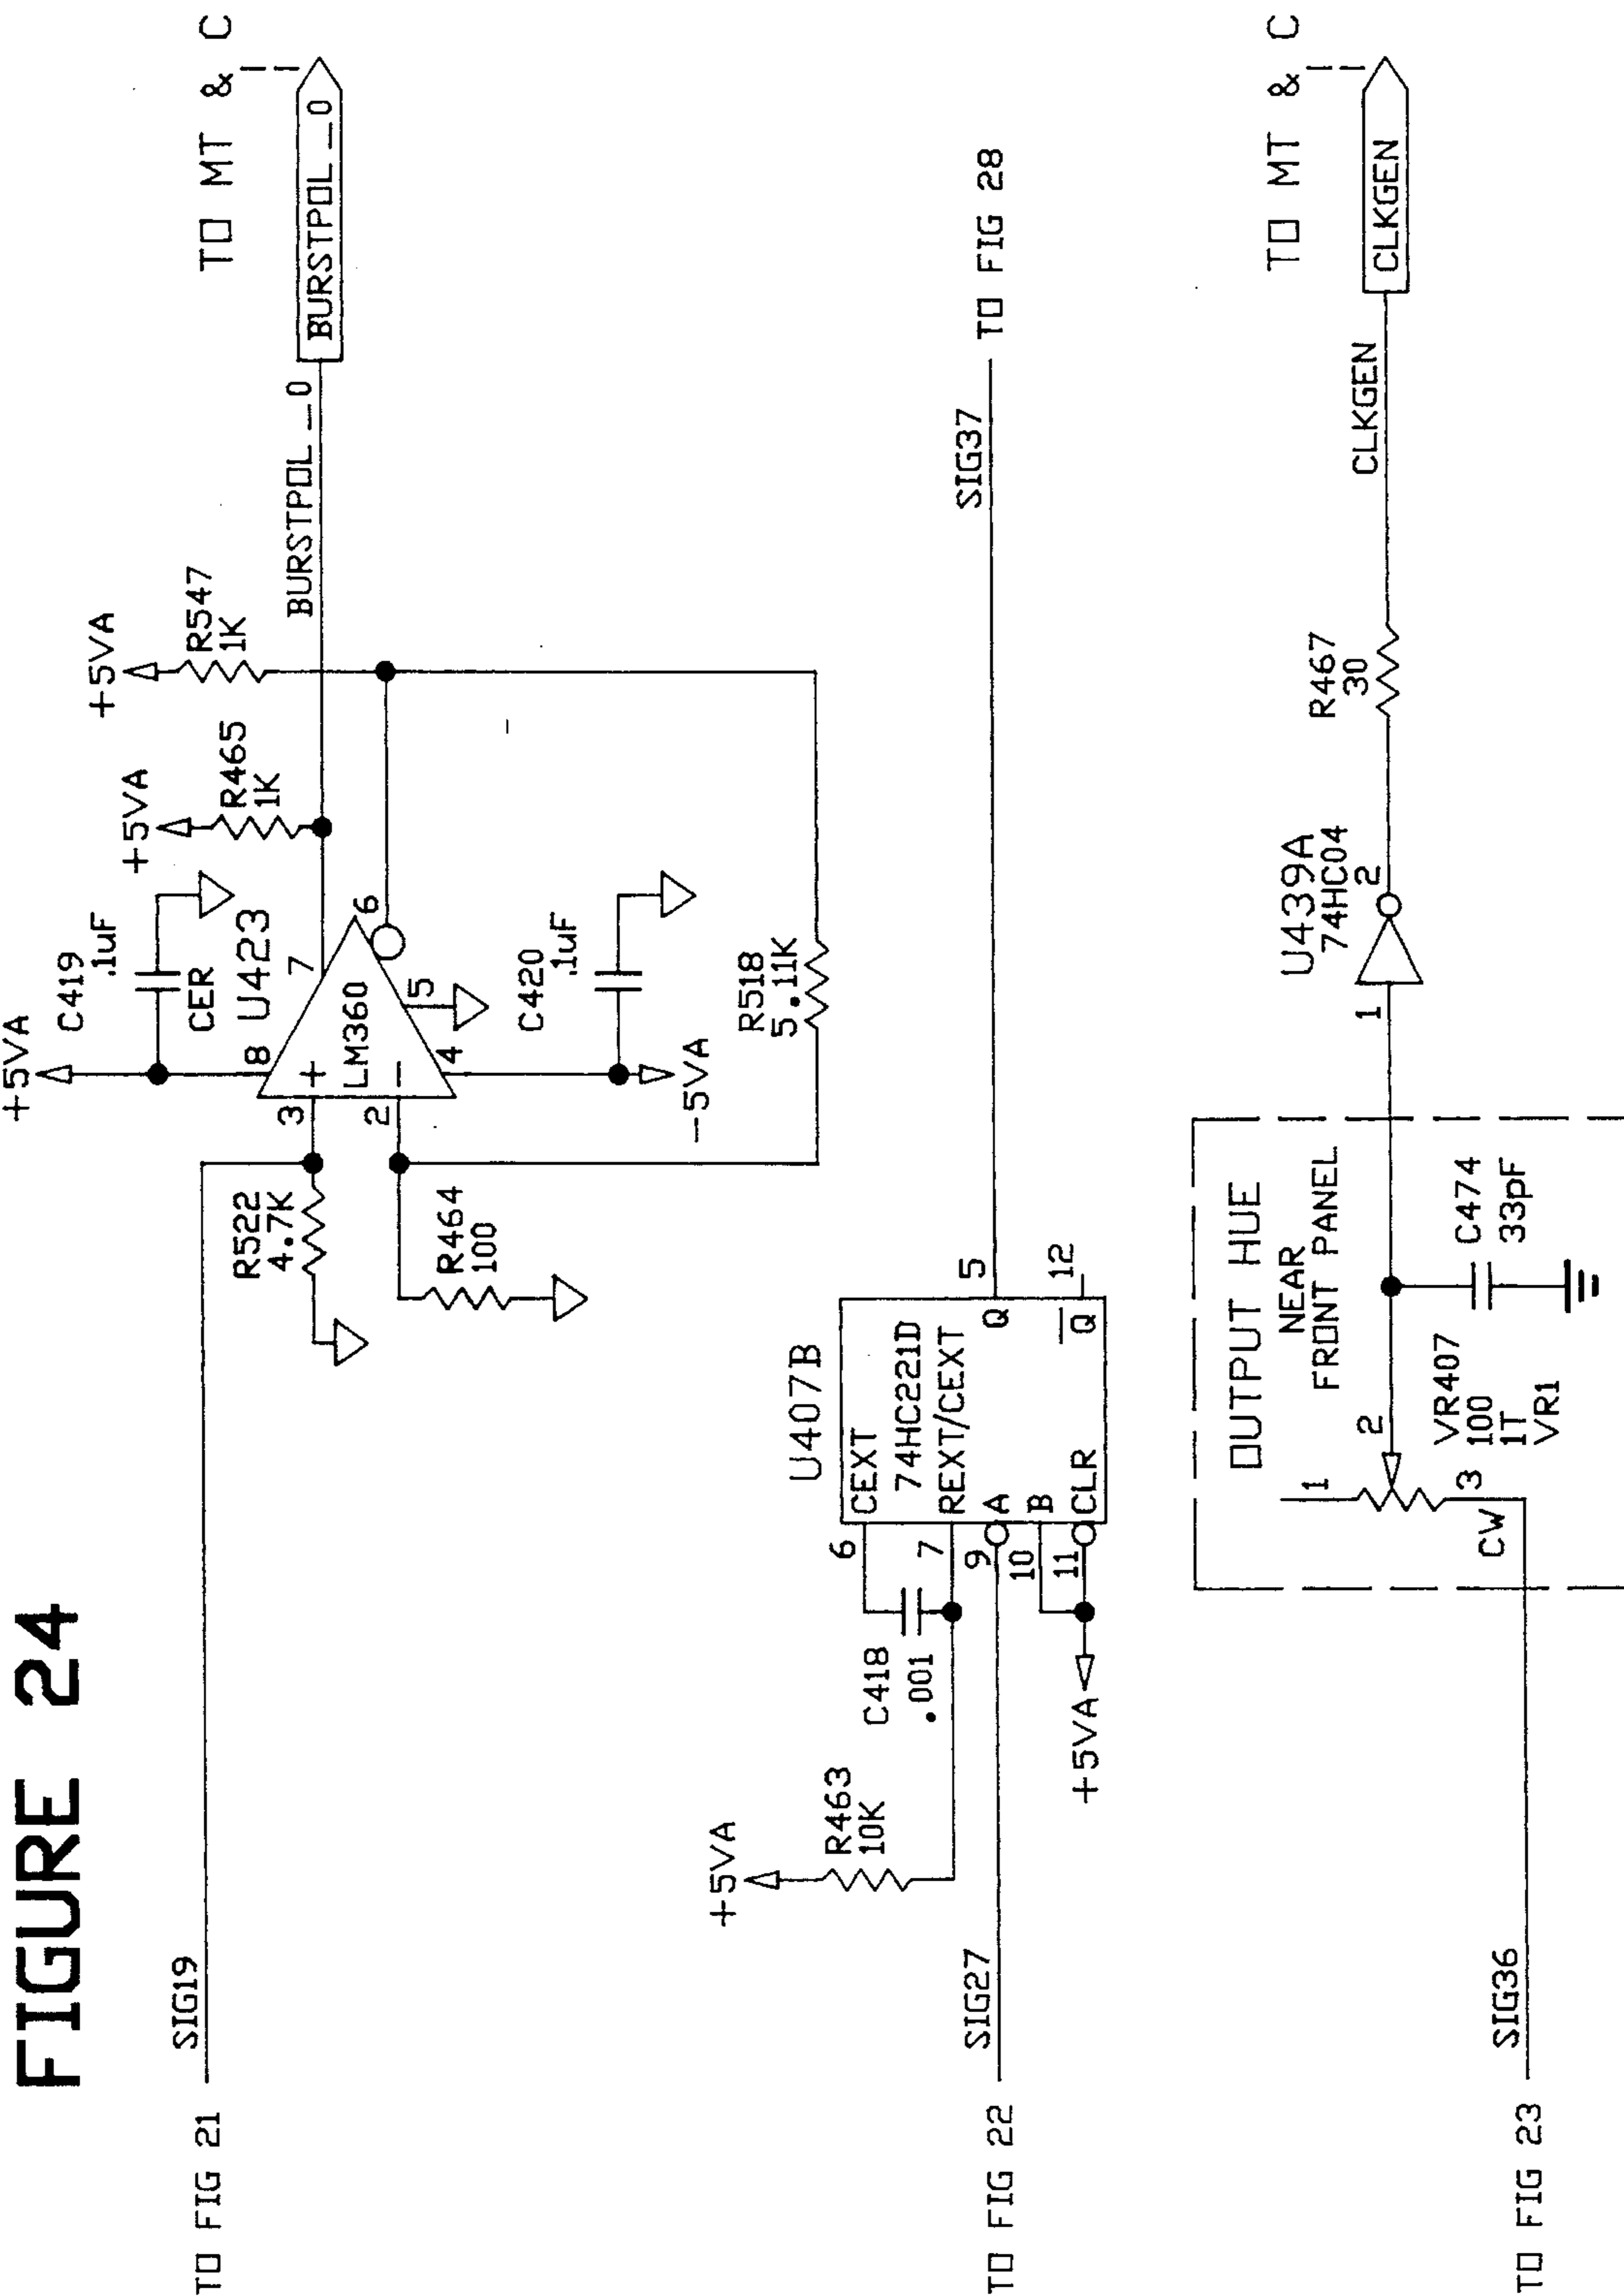 FIGURE 24
TO FIG 21
SIG19
+5VA
C419
.1uF
CER
U423
8
3
+
LM360
2
-
4
5
7
6
+5VA
R465
1K
+5VA
R547
1K
BURSTPOL_0
BURSTPOL_0
TO MT & C
R522
4.7K
R464
100
-5VA
C420
.1uF
R518
5.11K
TO FIG 22
SIG27
+5VA
R463
10K
C418
.001
+5VA
U407B
6
CEXT
74HC221D
7
REXT/CEXT
9
A
10
B
11
CLR
Q
5
Q
12
SIG37
TO FIG 28
TO FIG 23
SIG36
OUTPUT HUE
NEAR
FRONT PANEL
1
2
3
CW
VR407
100
1T
VR1
C474
33pF
U439A
74HC04
1
2
R467
30
CLKGEN
CLKGEN
TO MT & C